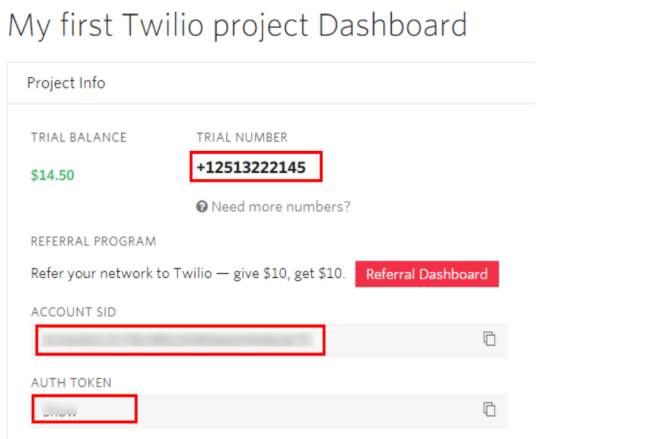 My first Twilio project Dashboard
Project Info
TRIAL BALANCE TRIAL NUMBER
$14.50 +12513222145
Need more numbers?
REFERRAL PROGRAM
Refer your network to Twilio — give $10, get $10. Referral Dashboard
ACCOUNT SID
AUTH TOKEN
Show